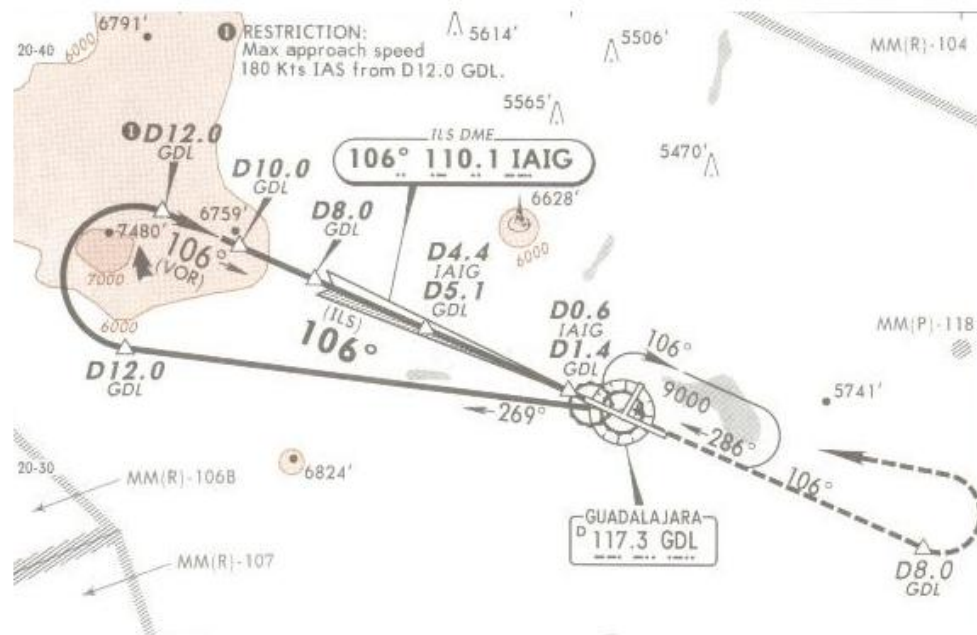 6791'
20-40
6000
1 RESTRICTION:
Max approach speed
180 Kts IAS from D12.0 GDL.
5614'
5506'
MM(R)-104
5565'
5470'
1 D12.0
GDL
D10.0
GDL
ILS DME
106° 110.1 IAIG
6628'
6000
D8.0
GDL
6759'
7480'
7000
106°
(VOR)
D4.4
IAIG
D5.1
GDL
(ILS)
106°
D0.6
IAIG
D1.4
GDL
MM(P)-118
6000
D12.0
GDL
106°
9000
5741'
269°
286°
106°
20-30
MM(R)-106B
6824'
GUADALAJARA
D 117.3 GDL
MM(R)-107
D8.0
GDL